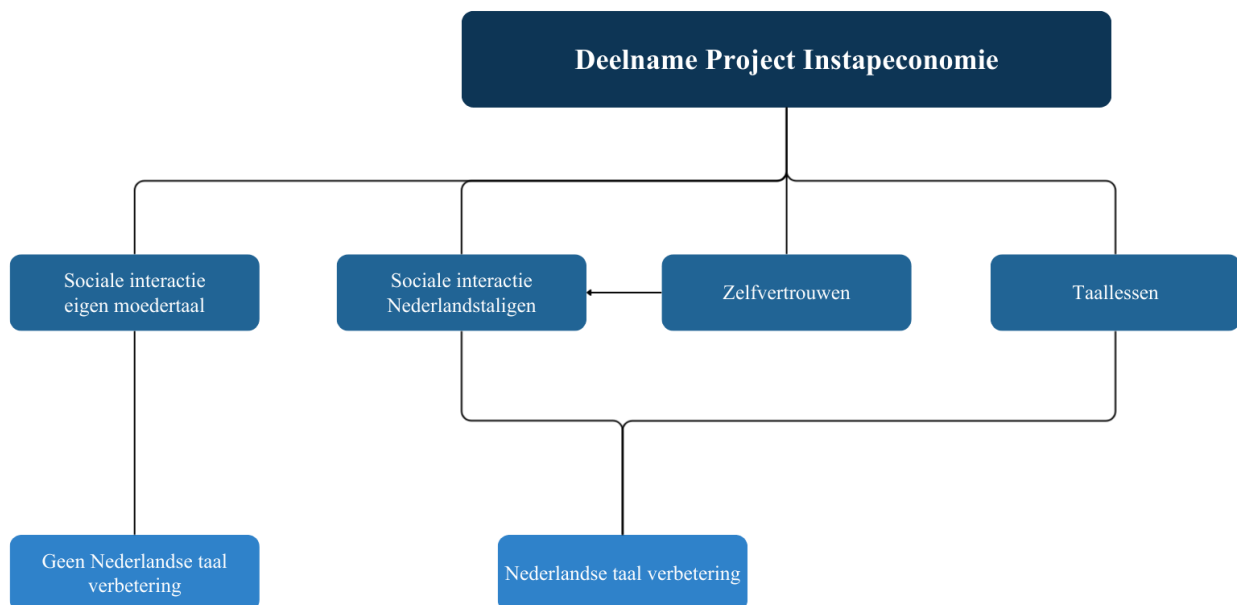 Deelname Project Instapeconomie
Sociale interactie
eigen moedertaal
Sociale interactie
Nederlandstaligen
Zelfvertrouwen
Taallessen
Geen Nederlandse taal
verbetering
Nederlandse taal verbetering